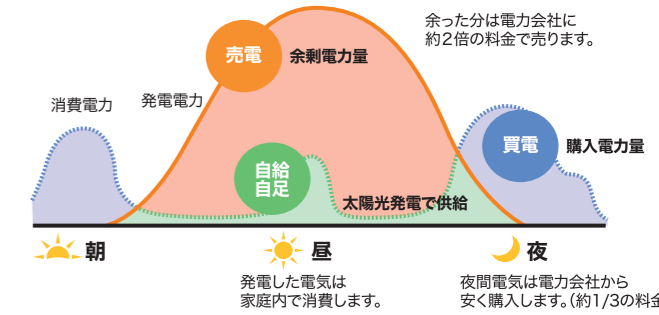 余った分は電力会社に
約2倍の料金で売ります。
売電
余剰電力量
消費電力
発電電力
買電
購入電力量
自給
自足
太陽光発電で供給
朝
昼
夜
発電した電気は
家庭内で消費します。
夜間電気は電力会社から
安く購入します。(約1/3の料金